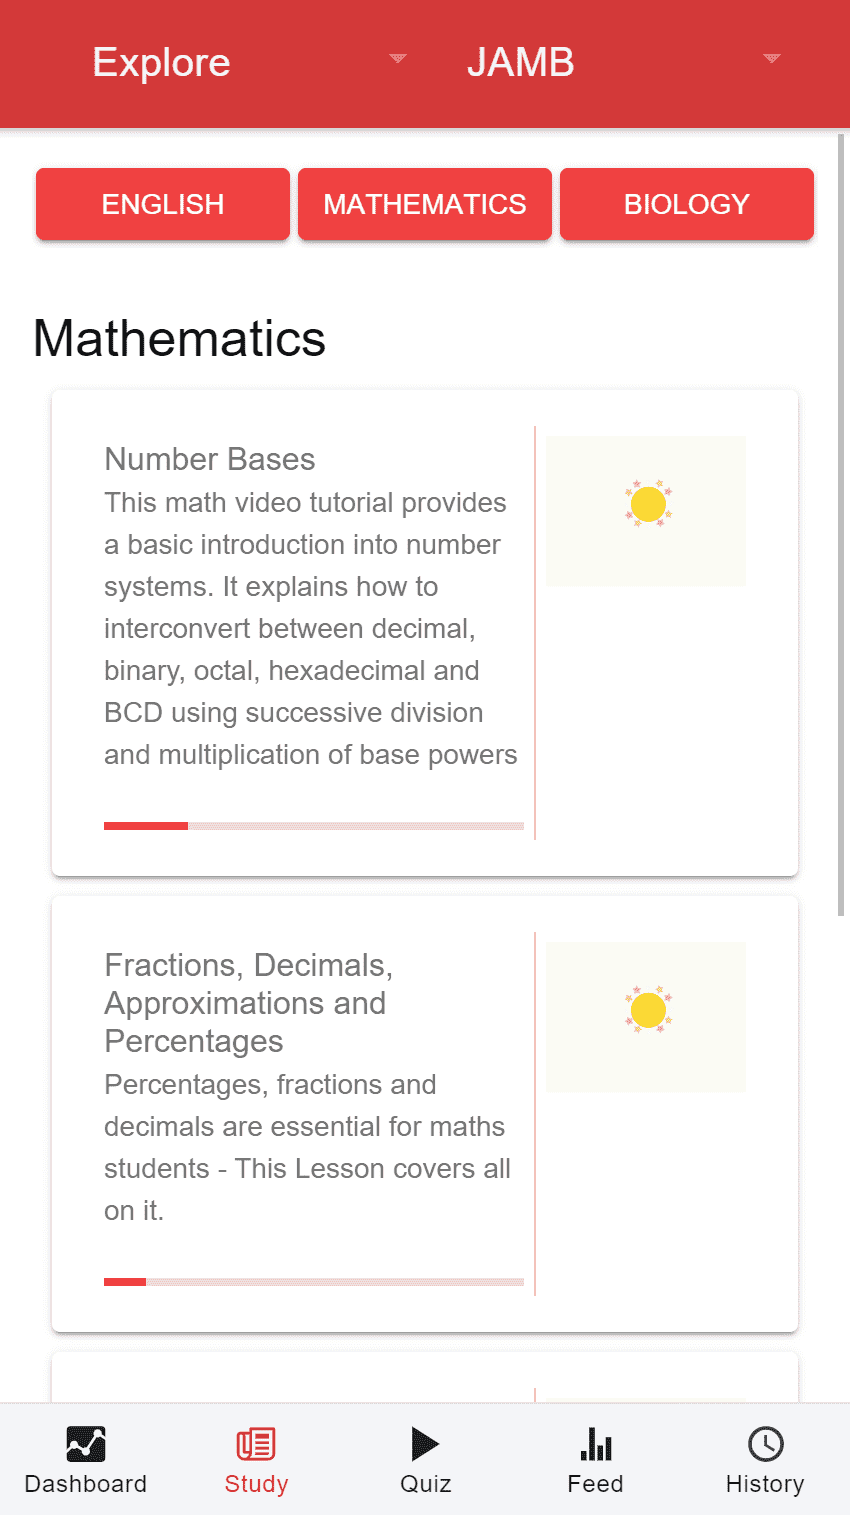 Explore JAMB
ENGLISH MATHEMATICS BIOLOGY
Mathematics
Number Bases
This math video tutorial provides
a basic introduction into number
systems. It explains how to
interconvert between decimal,
binary, octal, hexadecimal and
BCD using successive division
and multiplication of base powers
Fractions, Decimals,
Approximations and
Percentages
Percentages, fractions and
decimals are essential for maths
students - This Lesson covers all
on it.
Dashboard Study Quiz Feed History